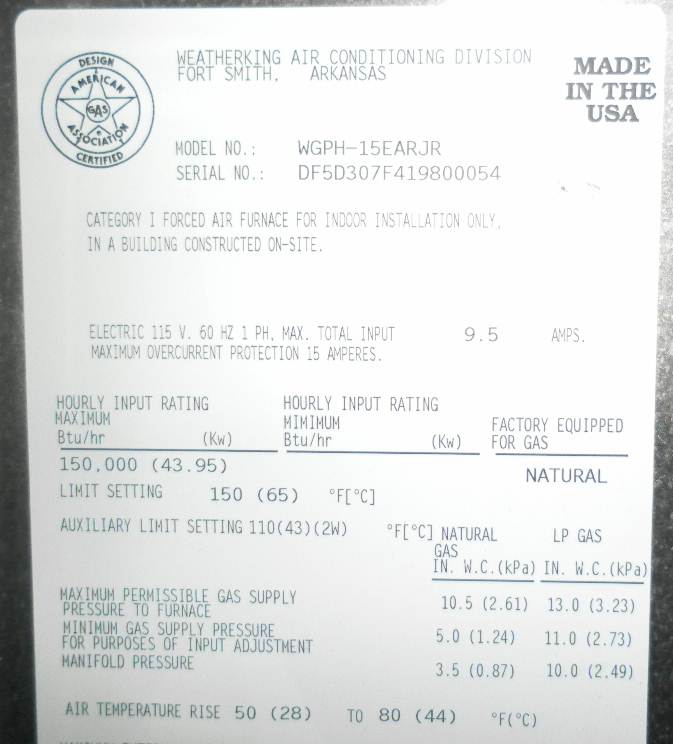 DESIGN
AMERICAN
GAS
ASSOCIATION
CERTIFIED
WEATHERKING AIR CONDITIONING DIVISION
FORT SMITH, ARKANSAS
MADE
IN THE
USA
MODEL NO.: WGPH-15EARJR
SERIAL NO.: DF5D307F419800054
CATEGORY I FORCED AIR FURNACE FOR INDOOR INSTALLATION ONLY,
IN A BUILDING CONSTRUCTED ON-SITE.
ELECTRIC 115 V. 60 HZ 1 PH, MAX. TOTAL INPUT 9.5 AMPS.
MAXIMUM OVERCURRENT PROTECTION 15 AMPERES.
HOURLY INPUT RATING HOURLY INPUT RATING
MAXIMUM MIMIMUM FACTORY EQUIPPED
Btu/hr (Kw) Btu/hr (Kw) FOR GAS
150,000 (43.95) NATURAL
LIMIT SETTING 150 (65) °F[°C]
AUXILIARY LIMIT SETTING 110(43)(2W) °F[°C] NATURAL LP GAS
GAS
IN. W.C.(kPa) IN. W.C.(kPa)
MAXIMUM PERMISSIBLE GAS SUPPLY
PRESSURE TO FURNACE 10.5 (2.61) 13.0 (3.23)
MINIMUM GAS SUPPLY PRESSURE
FOR PURPOSES OF INPUT ADJUSTMENT 5.0 (1.24) 11.0 (2.73)
MANIFOLD PRESSURE 3.5 (0.87) 10.0 (2.49)
AIR TEMPERATURE RISE 50 (28) TO 80 (44) °F(°C)